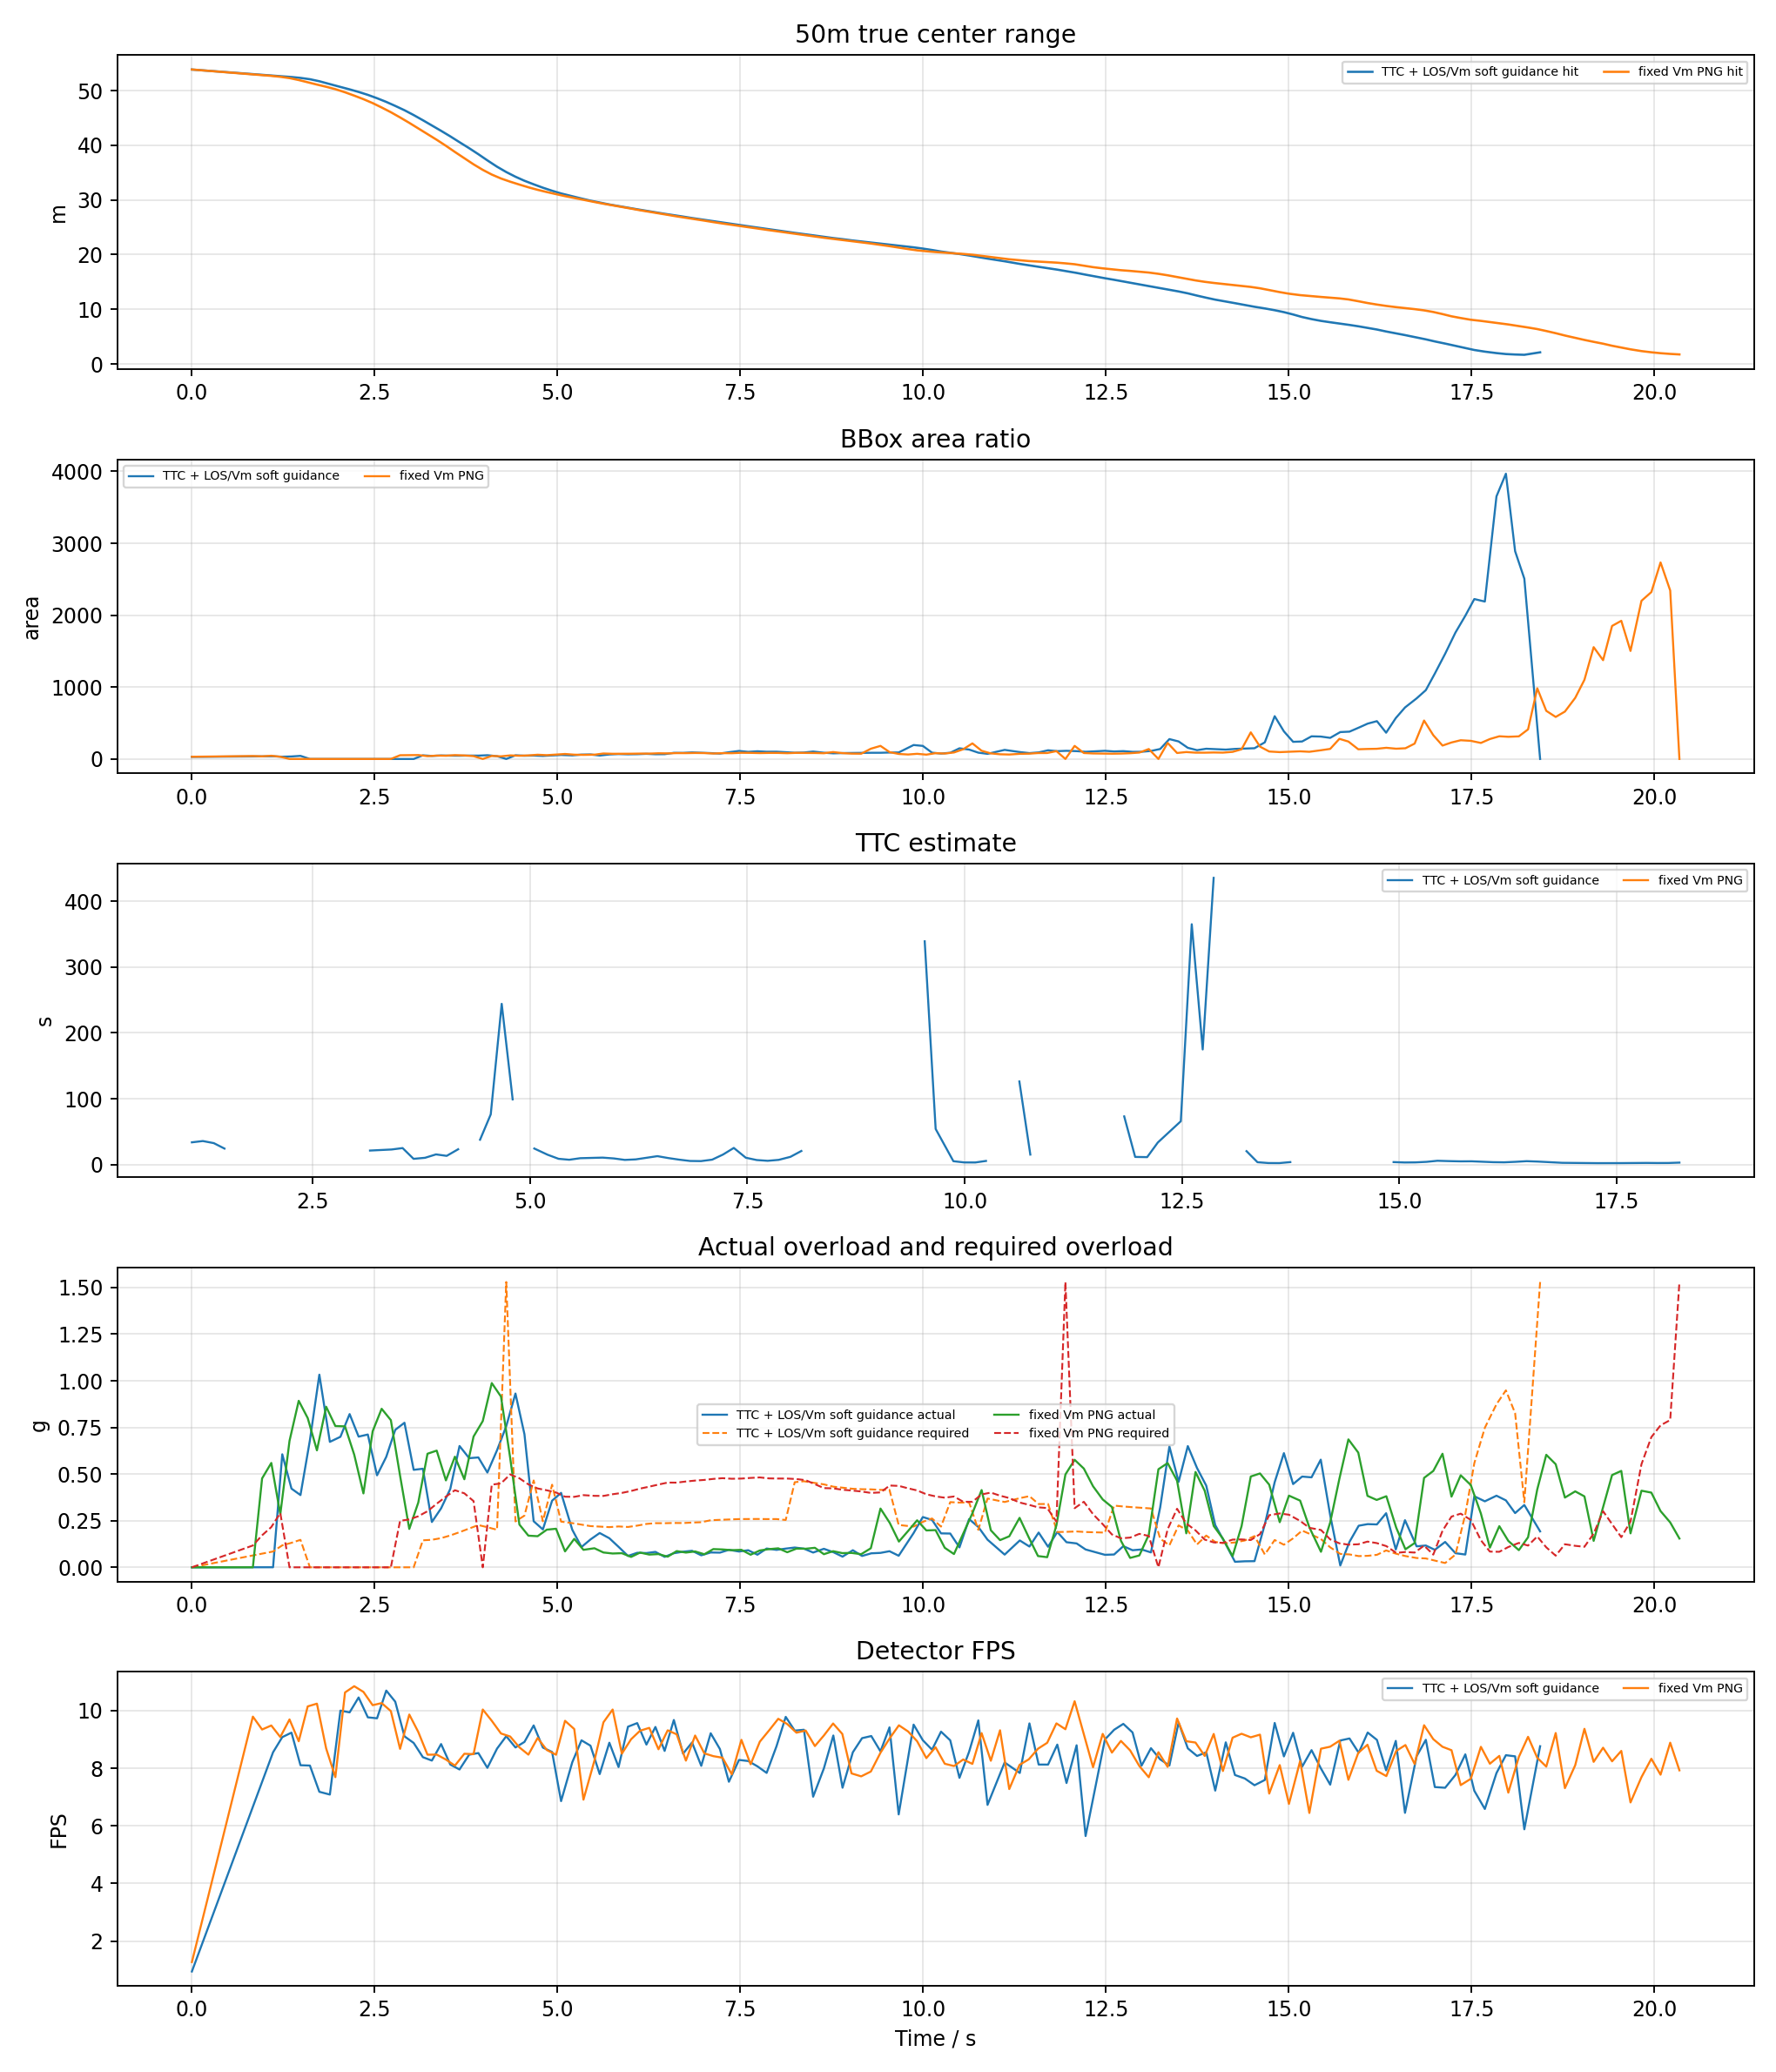 50m true center range
TTC + LOS/Vm soft guidance hit fixed Vm PNG hit
50
40
30
20
10
0
m
0.0 2.5 5.0 7.5 10.0 12.5 15.0 17.5 20.0
BBox area ratio
TTC + LOS/Vm soft guidance fixed Vm PNG
4000
3000
2000
1000
0
area
0.0 2.5 5.0 7.5 10.0 12.5 15.0 17.5 20.0
TTC estimate
TTC + LOS/Vm soft guidance fixed Vm PNG
400
300
200
100
0
s
2.5 5.0 7.5 10.0 12.5 15.0 17.5
Actual overload and required overload
1.50
1.25
1.00
0.75
0.50
0.25
0.00
g
TTC + LOS/Vm soft guidance actual fixed Vm PNG actual
TTC + LOS/Vm soft guidance required fixed Vm PNG required
0.0 2.5 5.0 7.5 10.0 12.5 15.0 17.5 20.0
Detector FPS
TTC + LOS/Vm soft guidance fixed Vm PNG
10
8
6
4
2
FPS
0.0 2.5 5.0 7.5 10.0 12.5 15.0 17.5 20.0
Time / s